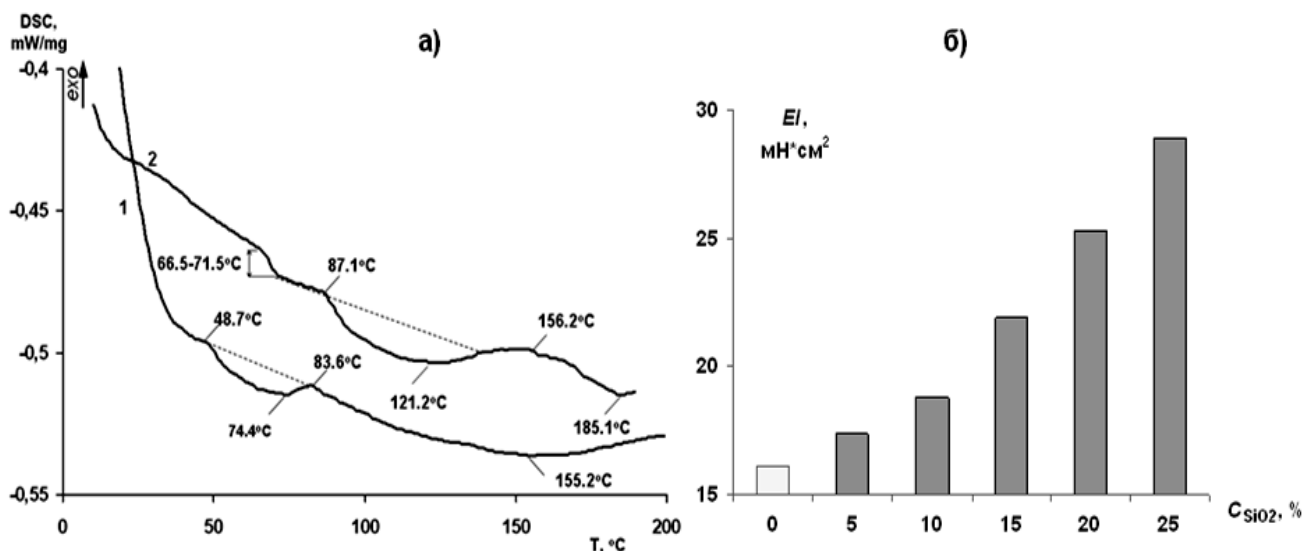 DSC,
mW/mg
а)
-0,4
exo
2
1
-0,45
66.5-71.5°C
87.1°C
48.7°C
156.2°C
-0,5
83.6°C
121.2°C
74.4°C
185.1°C
155.2°C
-0,55
0 50 100 150 200
T, °C
б)
30
EI,
мН*см²
25
20
15
0 5 10 15 20 25
C SiO2, %